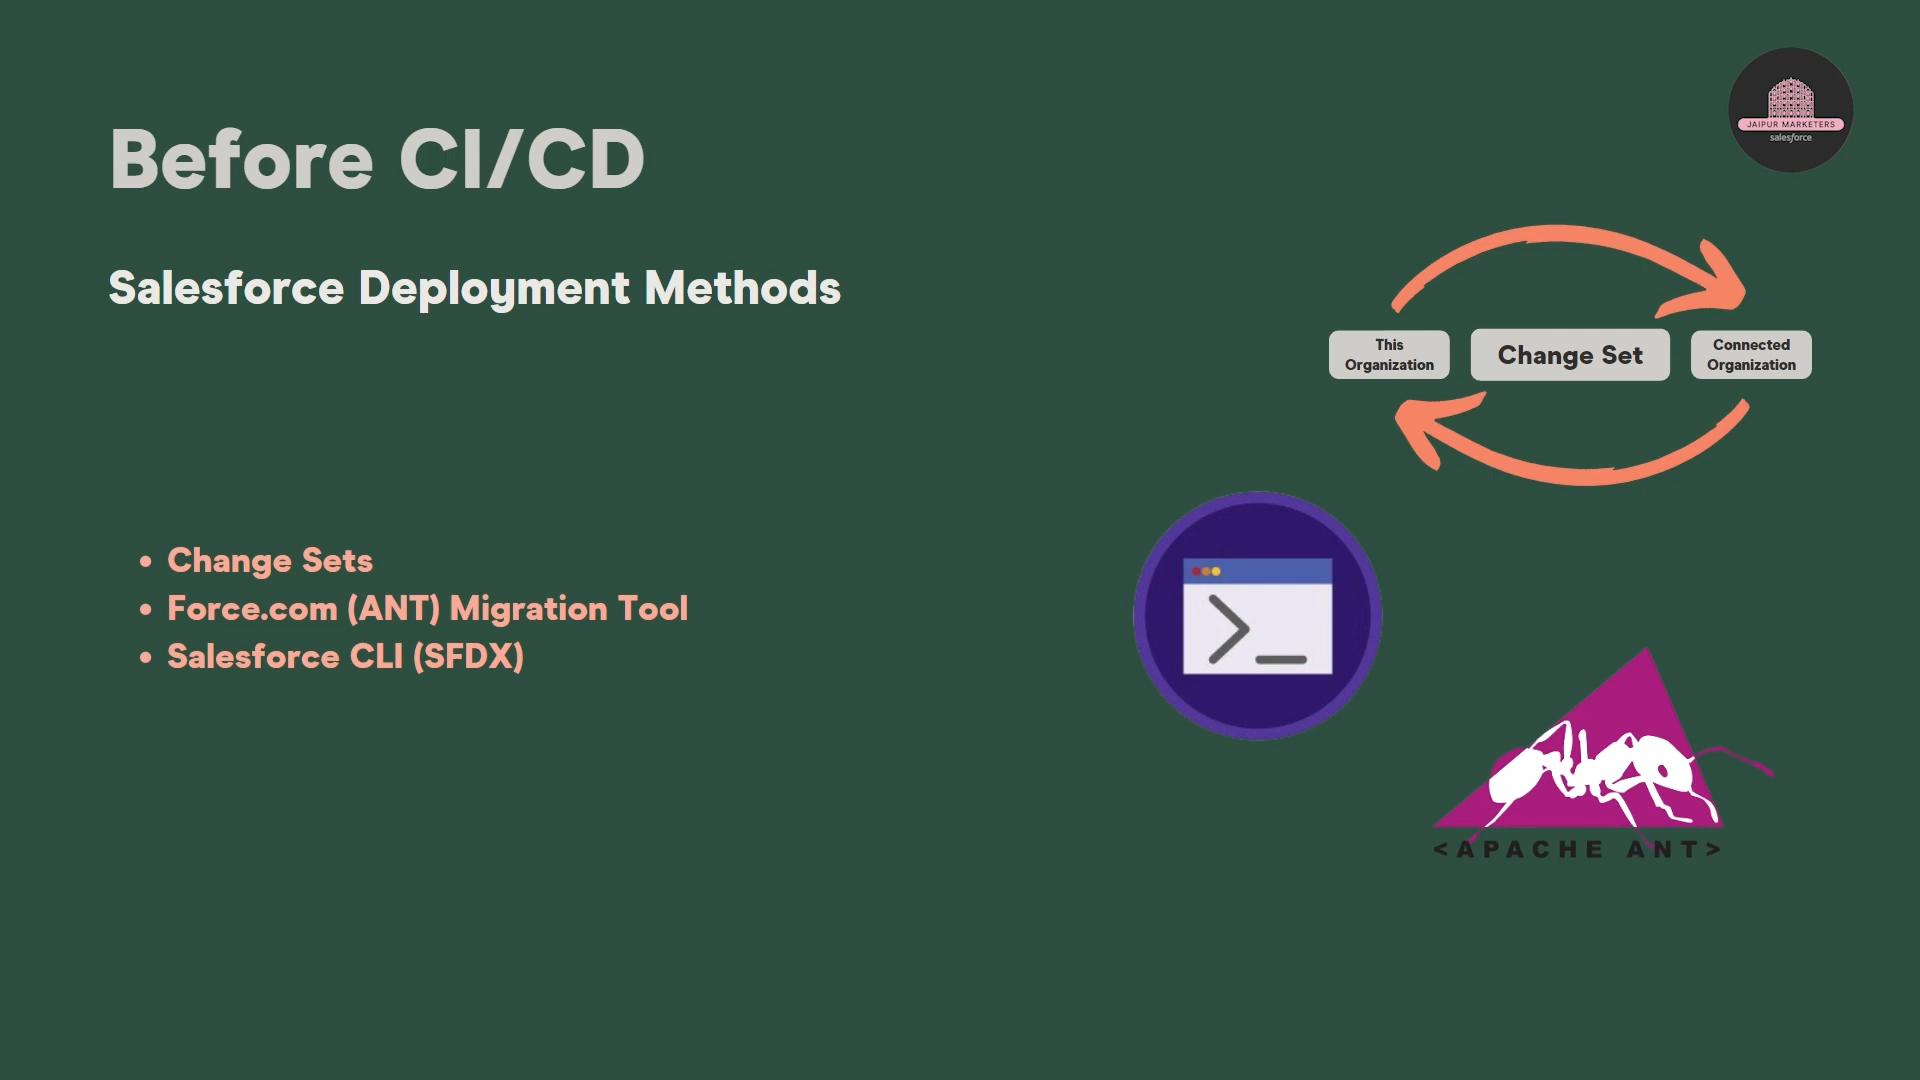 JAIPUR MARKETERS
salesforce
Before CI/CD
Salesforce Deployment Methods
This
Organization
Change Set
Connected
Organization
• Change Sets
• Force.com (ANT) Migration Tool
• Salesforce CLI (SFDX)
<APACHE ANT>